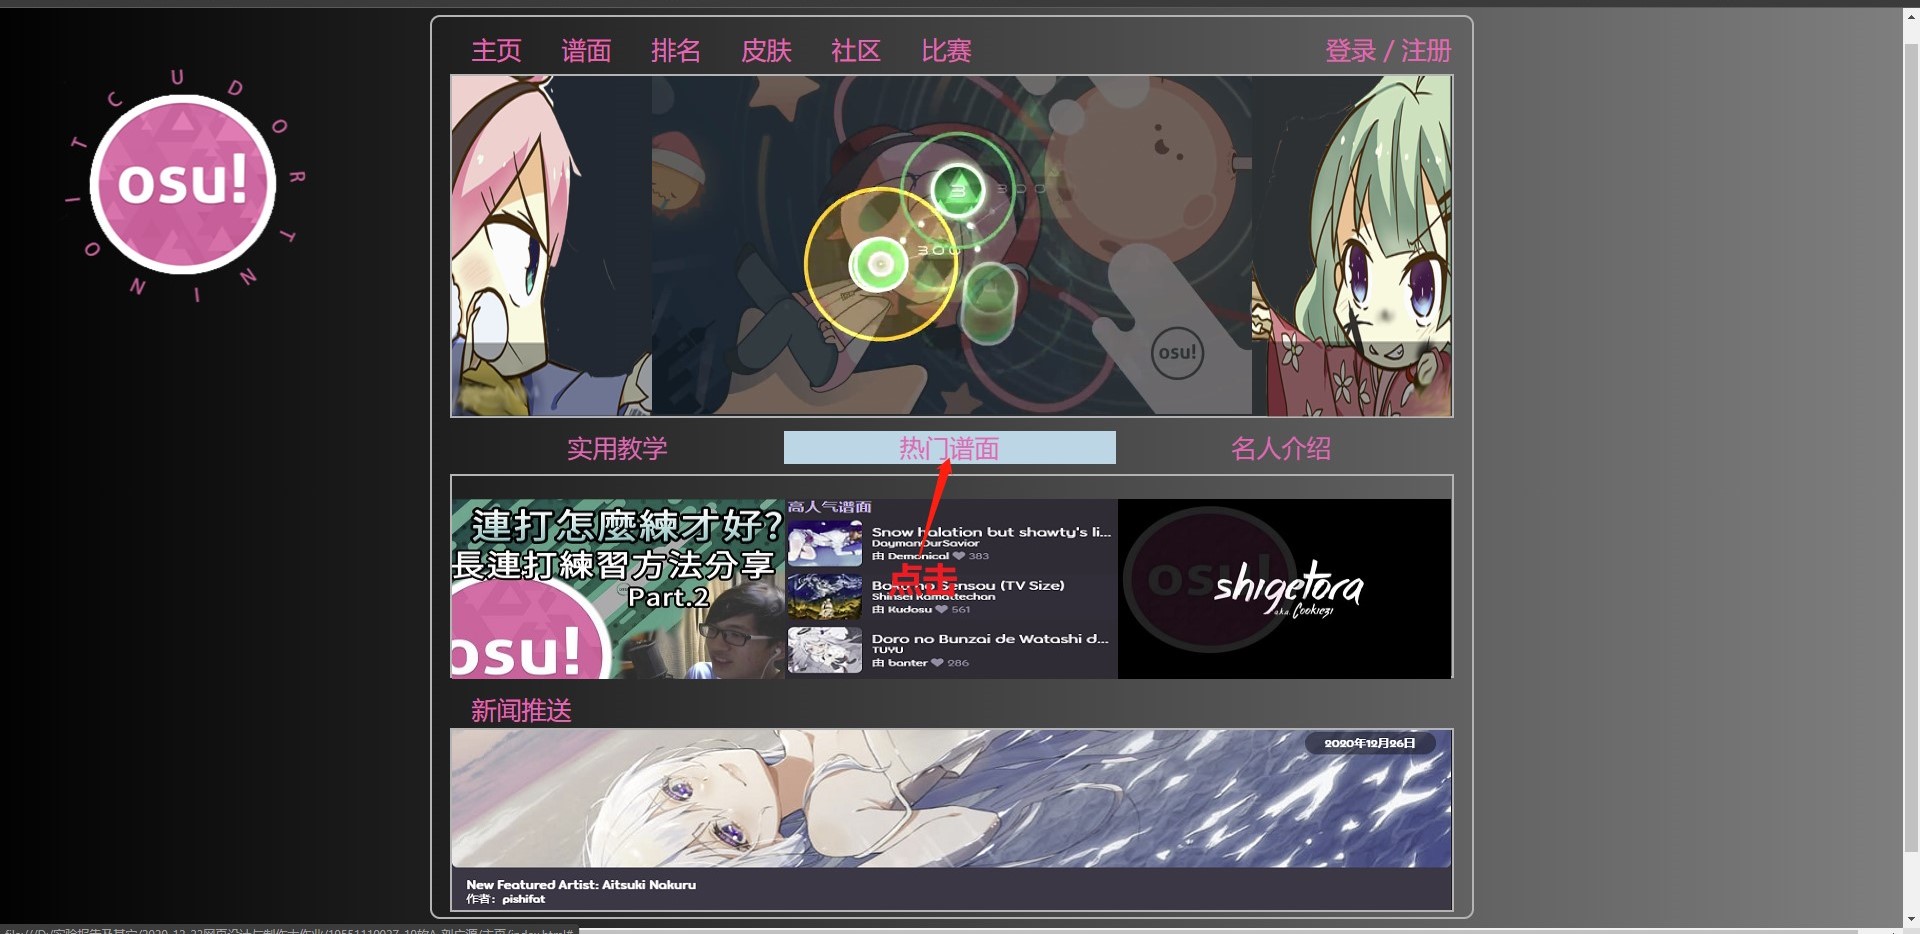 主页 谱面 排名 皮肤 社区 比赛 登录 / 注册
INTRODUCTION
osu!
3 300
300
osu!
实用教学 热门谱面 名人介绍
連打怎麼練才好?
長連打練習方法分享
Part.2
osu!
高人气谱面
Snow halation but shawty's li...
DaymanOurSavior
由 Demonical 383
点击
Boku no Sensou (TV Size)
Shinsei Kamattechan
由 Kudosu 561
Doro no Bunzai de Watashi d...
TUYU
由 banter 286
osu!
shigetora
a.k.a. Cookiezi
新闻推送
2020年12月26日
New Featured Artist: Aitsuki Nakuru
作者：pishifat